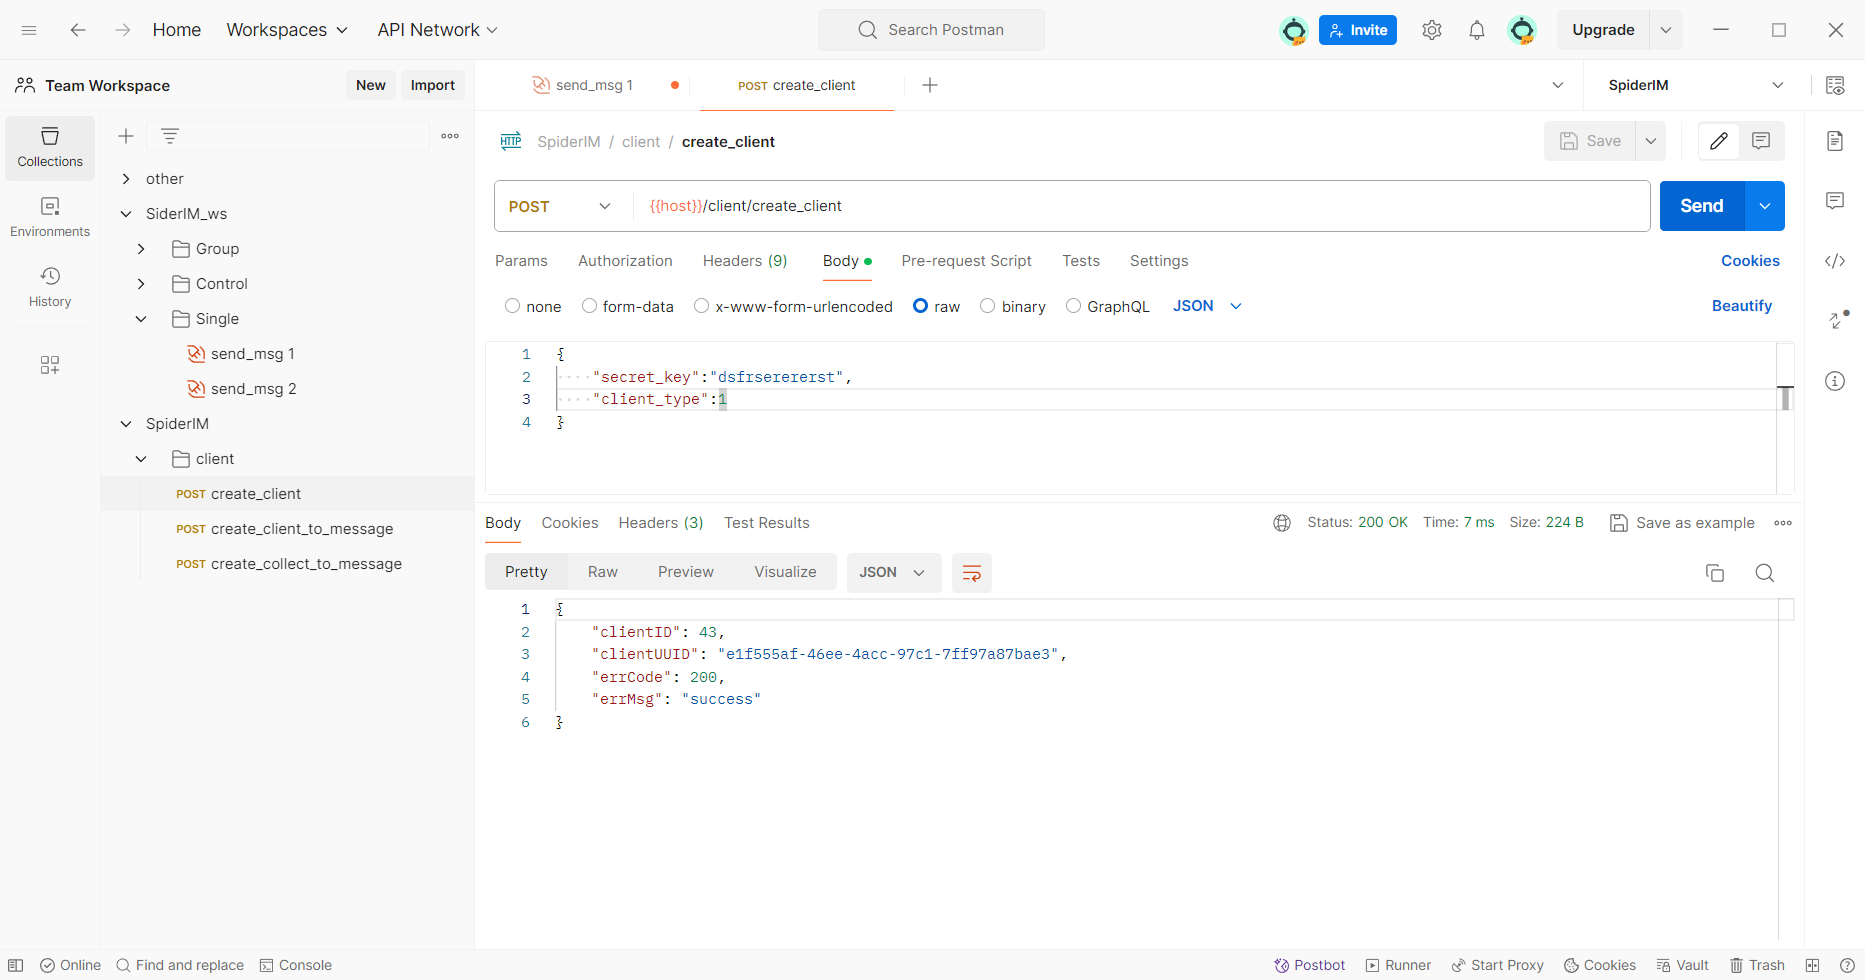 Home Workspaces API Network Search Postman Invite Upgrade
Team Workspace New Import send_msg 1 POST create_client SpiderIM
Collections
Environments
History
other
SiderIM_ws
Group
Control
Single
send_msg 1
send_msg 2
SpiderIM
client
POST create_client
POST create_client_to_message
POST create_collect_to_message
HTTP SpiderIM / client / create_client Save
POST {{host}}/client/create_client Send
Params Authorization Headers (9) Body Pre-request Script Tests Settings Cookies
none form-data x-www-form-urlencoded raw binary GraphQL JSON Beautify
1 {
2 "secret_key":"dsfrserererst",
3 "client_type":1
4 }
Body Cookies Headers (3) Test Results Status: 200 OK Time: 7 ms Size: 224 B Save as example
Pretty Raw Preview Visualize JSON
1 {
2 "clientID": 43,
3 "clientUUID": "e1f555af-46ee-4acc-97c1-7ff97a87bae3",
4 "errCode": 200,
5 "errMsg": "success"
6 }
Online Find and replace Console Postbot Runner Start Proxy Cookies Vault Trash